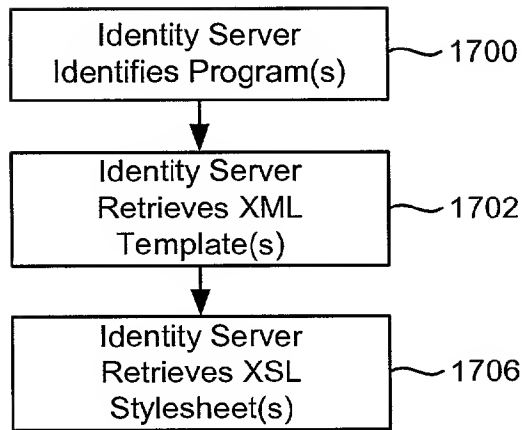 Identity Server
Identifies Program(s)
1700
Identity Server
Retrieves XML
Template(s)
1702
Identity Server
Retrieves XSL
Stylesheet(s)
1706